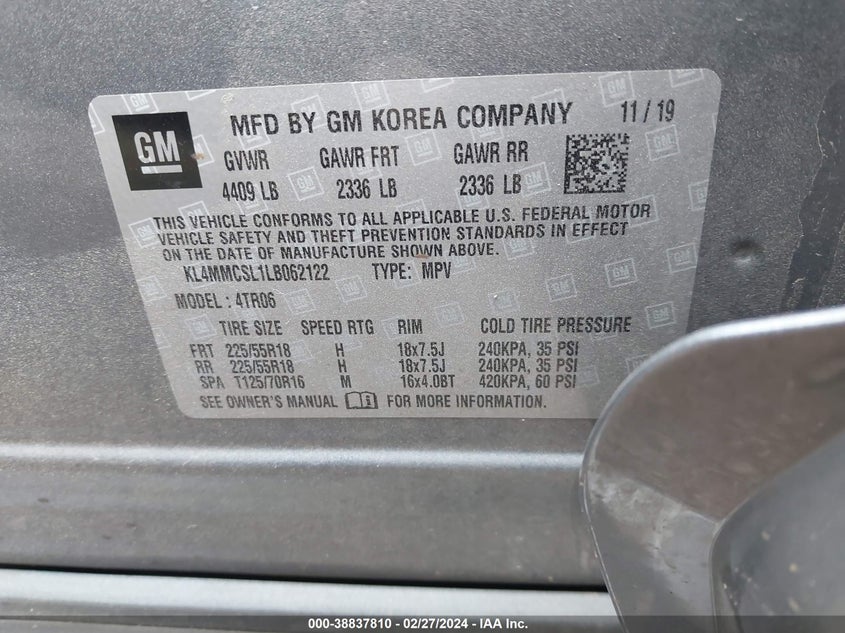 GM MFD BY GM KOREA COMPANY 11 / 19
GVWR GAWR FRT GAWR RR
4409 LB 2336 LB 2336 LB
THIS VEHICLE CONFORMS TO ALL APPLICABLE U.S. FEDERAL MOTOR
VEHICLE SAFETY AND THEFT PREVENTION STANDARDS IN EFFECT
ON THE DATE OF MANUFACTURE SHOWN ABOVE.
KL4MMCSL1LB062122 TYPE: MPV
MODEL : 4TR06
TIRE SIZE SPEED RTG RIM COLD TIRE PRESSURE
FRT 225/55R18 H 18x7.5J 240KPA, 35 PSI
RR 225/55R18 H 18x7.5J 240KPA, 35 PSI
SPA T125/70R16 M 16x4.0BT 420KPA, 60 PSI
SEE OWNER'S MANUAL FOR MORE INFORMATION.
000-38837810 - 02/27/2024 - IAA Inc.